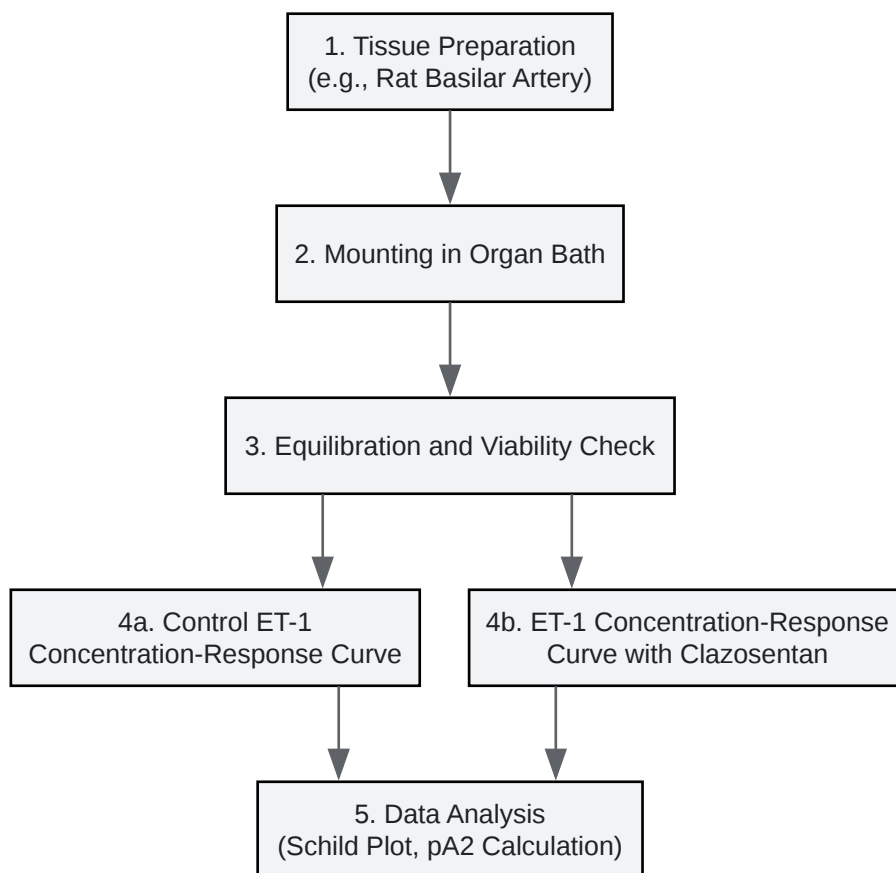 1. Tissue Preparation
(e.g., Rat Basilar Artery)
2. Mounting in Organ Bath
3. Equilibration and Viability Check
4a. Control ET-1
Concentration-Response Curve
4b. ET-1 Concentration-Response
Curve with Clazosentan
5. Data Analysis
(Schild Plot, pA2 Calculation)